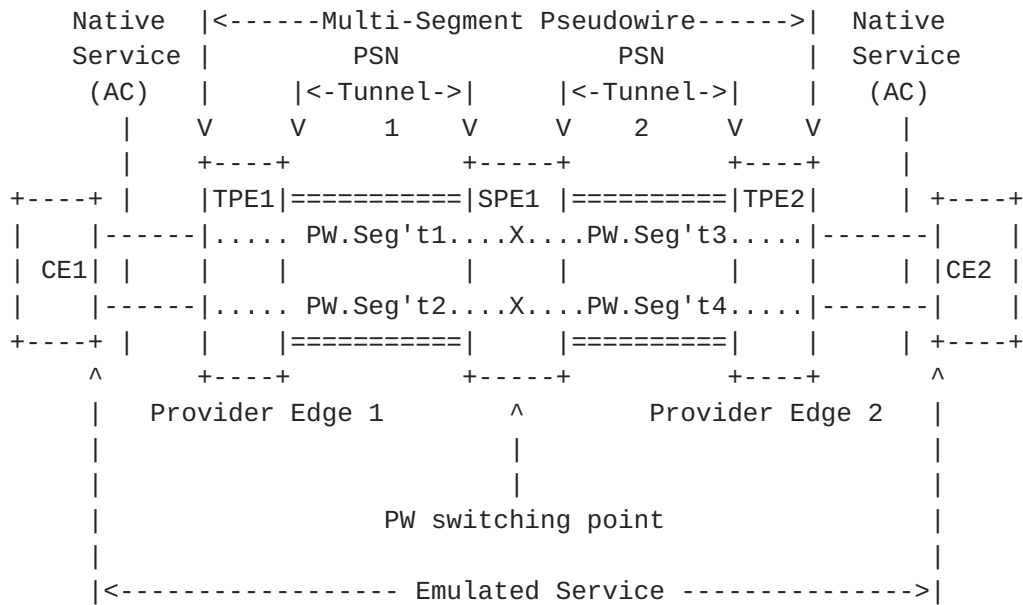 Native |<------Multi-Segment Pseudowire------>| Native
Service | PSN PSN | Service
(AC) | |<-Tunnel->| |<-Tunnel->| | (AC)
| V V 1 V V 2 V V |
| +----+ +-----+ +----+ |
+----+ | |TPE1|===========|SPE1 |==========|TPE2| | +----+
| |------|..... PW.Seg't1....X....PW.Seg't3.....|-------| |
| CE1| | | | | | | | | |CE2 |
| |------|..... PW.Seg't2....X....PW.Seg't4.....|-------| |
+----+ | | |===========| |==========| | | +----+
^ +----+ +-----+ +----+ ^
| Provider Edge 1 ^ Provider Edge 2 |
| | |
| | |
| PW switching point |
| |
|<------------------ Emulated Service --------------->|